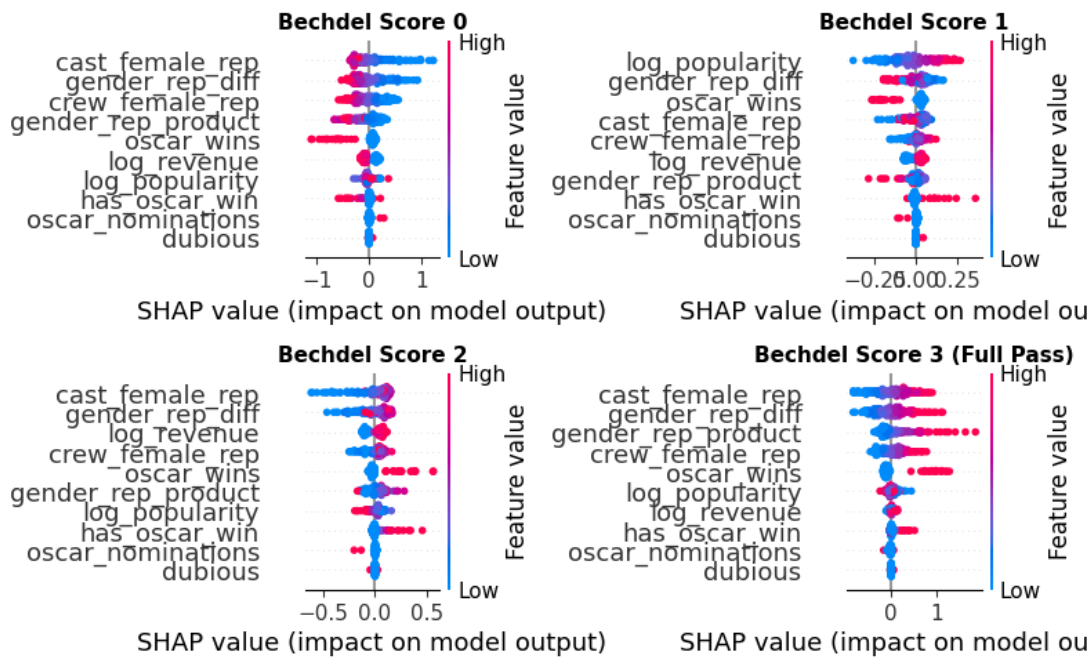 Bechdel Score 0
High
cast_female_rep
gender_rep_diff
crew_female_rep
gender_rep_product
oscar_wins
log_revenue
log_popularity
has_oscar_win
oscar_nominations
dubious
Low
Feature value
−1 0 1
SHAP value (impact on model output)
Bechdel Score 1
High
log_popularity
gender_rep_diff
oscar_wins
cast_female_rep
crew_female_rep
log_revenue
gender_rep_product
has_oscar_win
oscar_nominations
dubious
Low
Feature value
−0.25 0.00 0.25
SHAP value (impact on model ou
Bechdel Score 2
High
cast_female_rep
gender_rep_diff
log_revenue
crew_female_rep
oscar_wins
gender_rep_product
log_popularity
has_oscar_win
oscar_nominations
dubious
Low
Feature value
−0.5 0.0 0.5
SHAP value (impact on model output)
Bechdel Score 3 (Full Pass)
High
cast_female_rep
gender_rep_diff
gender_rep_product
crew_female_rep
oscar_wins
log_popularity
log_revenue
has_oscar_win
oscar_nominations
dubious
Low
Feature value
0 1
SHAP value (impact on model ou